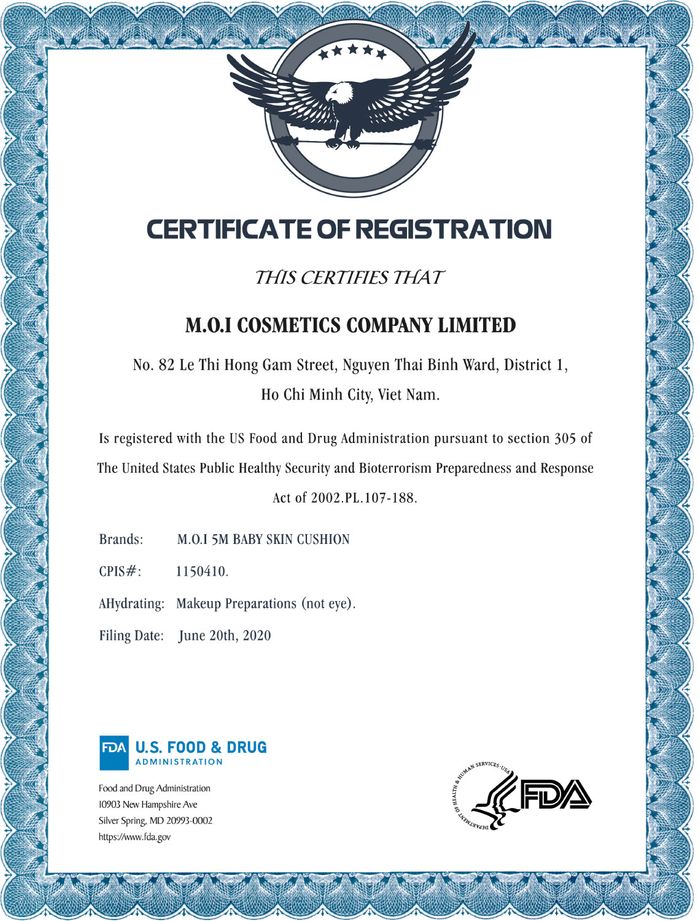 CERTIFICATE OF REGISTRATION
THIS CERTIFIES THAT
M.O.I COSMETICS COMPANY LIMITED
No. 82 Le Thi Hong Gam Street, Nguyen Thai Binh Ward, District 1,
Ho Chi Minh City, Viet Nam.
Is registered with the US Food and Drug Administration pursuant to section 305 of
The United States Public Healthy Security and Bioterrorism Preparedness and Response
Act of 2002.PL.107-188.
Brands: M.O.I 5M BABY SKIN CUSHION
CPIS#: 1150410.
AHydrating: Makeup Preparations (not eye).
Filing Date: June 20th, 2020
FDA U.S. FOOD & DRUG
ADMINISTRATION
Food and Drug Administration
10903 New Hampshire Ave
Silver Spring, MD 20993-0002
https://www.fda.gov
DEPARTMENT OF HEALTH & HUMAN SERVICES·USA
FDA